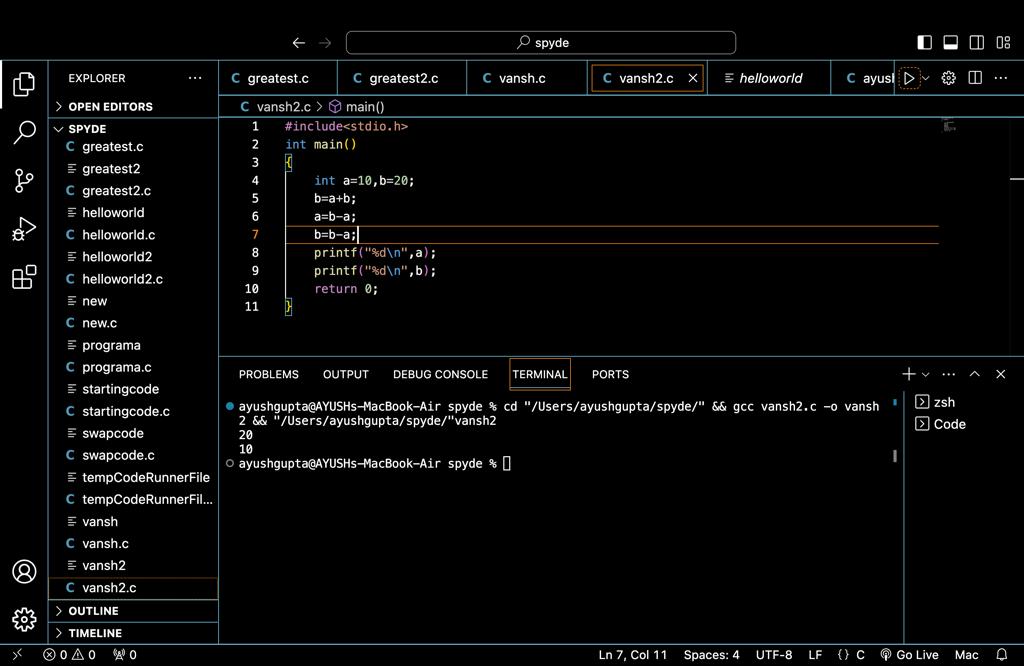 spyde
EXPLORER
OPEN EDITORS
SPYDE
greatest.c
greatest2
greatest2.c
helloworld
helloworld.c
helloworld2
helloworld2.c
new
new.c
programa
programa.c
startingcode
startingcode.c
swapcode
swapcode.c
tempCodeRunnerFile
tempCodeRunnerFil...
vansh
vansh.c
vansh2
vansh2.c
OUTLINE
TIMELINE
C greatest.c C greatest2.c C vansh.c C vansh2.c helloworld C ayusl
C vansh2.c > main()
1 #include<stdio.h>
2 int main()
3 {
4 int a=10,b=20;
5 b=a+b;
6 a=b-a;
7 b=b-a;
8 printf("%d\n",a);
9 printf("%d\n",b);
10 return 0;
11 }
PROBLEMS OUTPUT DEBUG CONSOLE TERMINAL PORTS
ayushgupta@AYUSHs-MacBook-Air spyde % cd "/Users/ayushgupta/spyde/" && gcc vansh2.c -o vansh
2 && "/Users/ayushgupta/spyde/"vansh2
20
10
ayushgupta@AYUSHs-MacBook-Air spyde %
zsh
Code
0 0 0 Ln 7, Col 11 Spaces: 4 UTF-8 LF {} C Go Live Mac